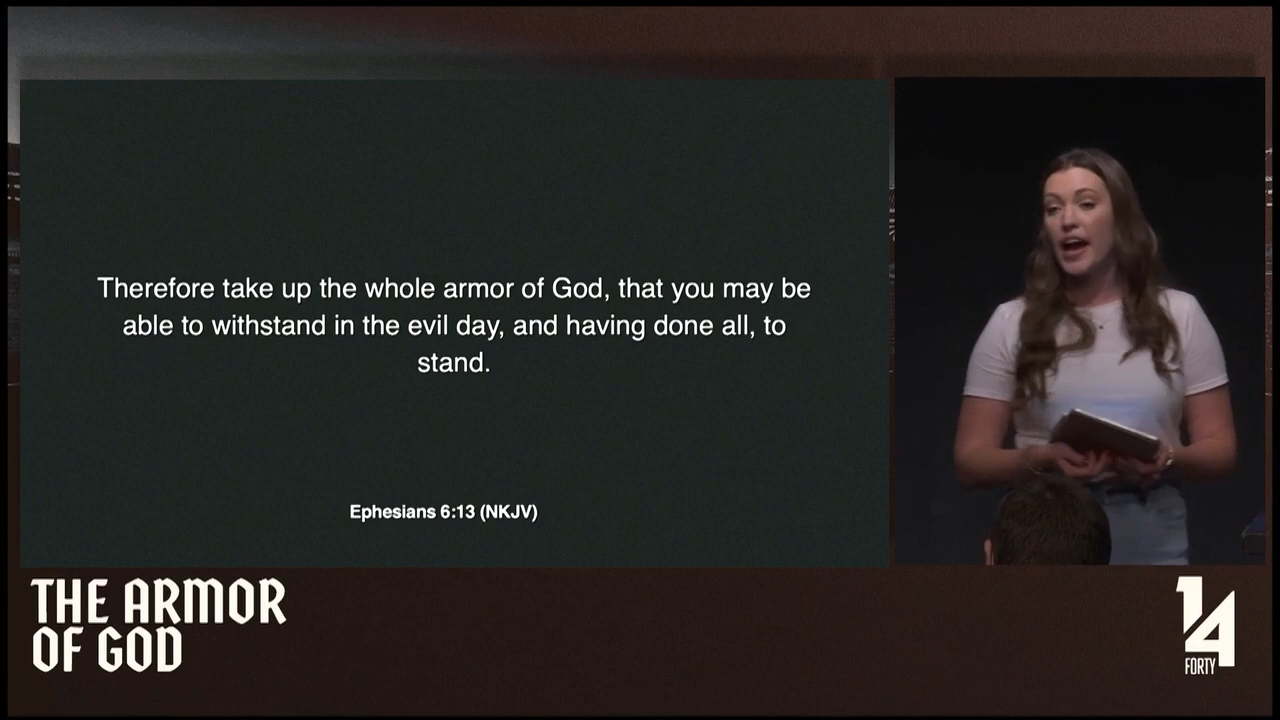 Therefore take up the whole armor of God, that you may be
able to withstand in the evil day, and having done all, to
stand.
Ephesians 6:13 (NKJV)
THE ARMOR
OF GOD
14
FORTY